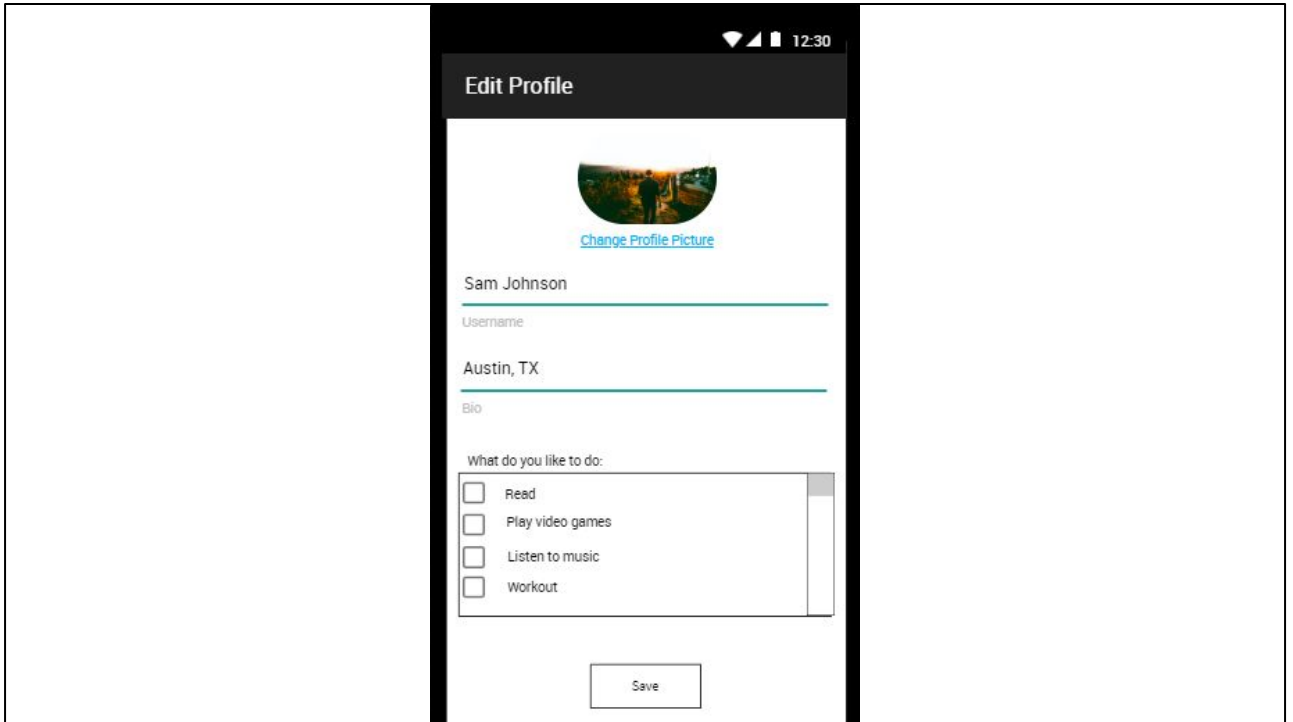 12:30
Edit Profile
Change Profile Picture
Sam Johnson
Username
Austin, TX
Bio
What do you like to do:
Read
Play video games
Listen to music
Workout
Save